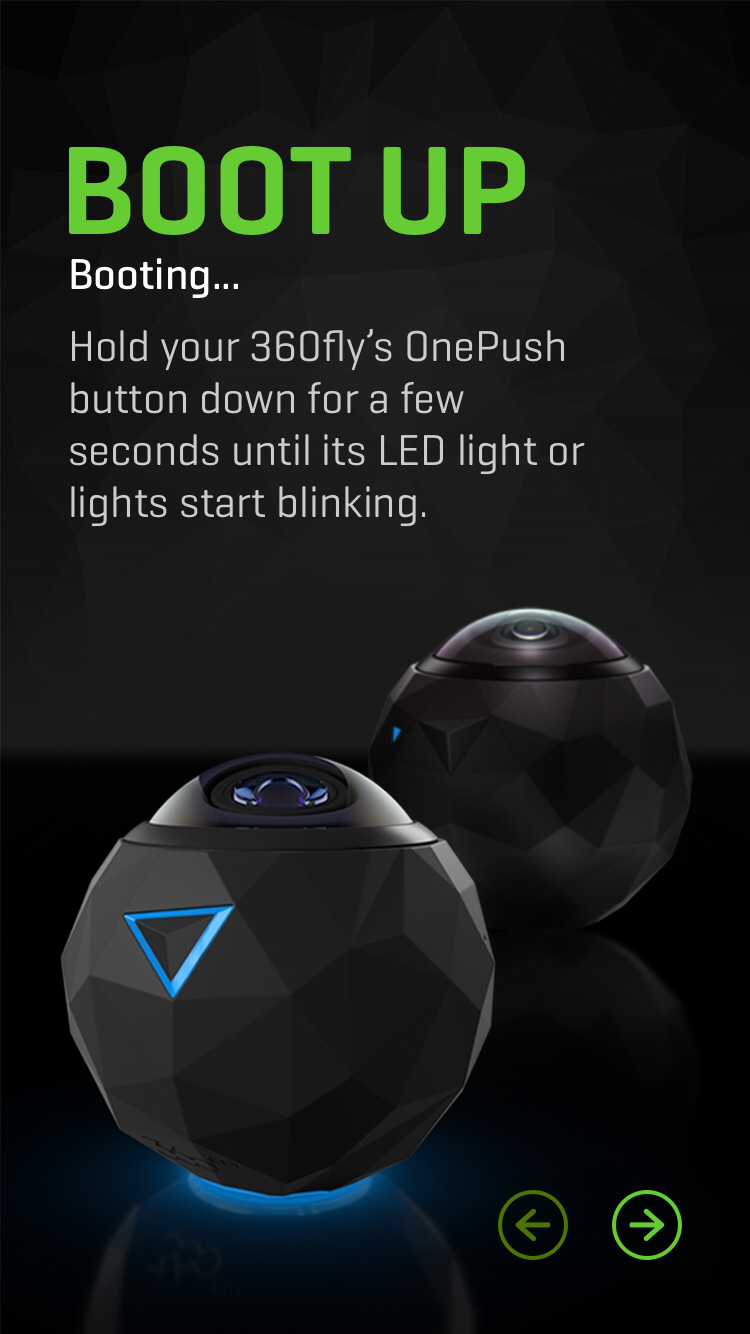 BOOT UP
Booting...
Hold your 360fly’s OnePush
button down for a few
seconds until its LED light or
lights start blinking.